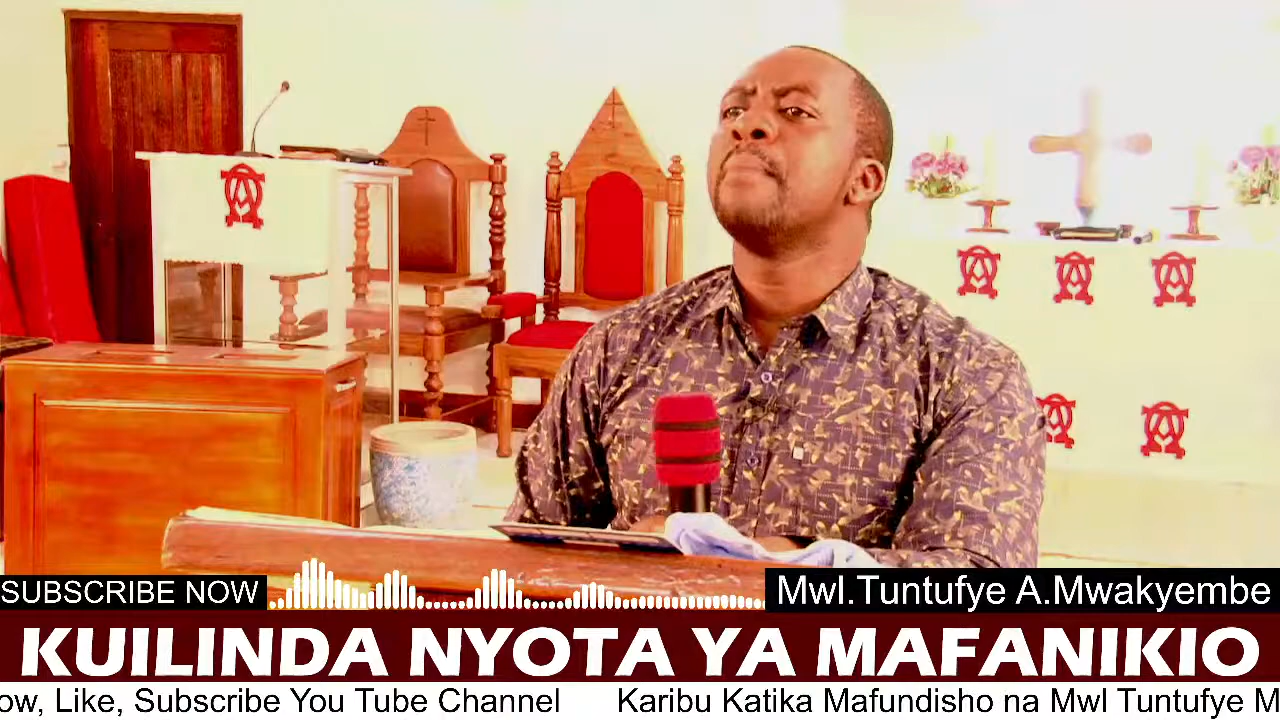 SUBSCRIBE NOW
Mwl.Tuntufye A.Mwakyembe
KUILINDA NYOTA YA MAFANIKIO
ow, Like, Subscribe You Tube Channel Karibu Katika Mafundisho na Mwl Tuntufye M